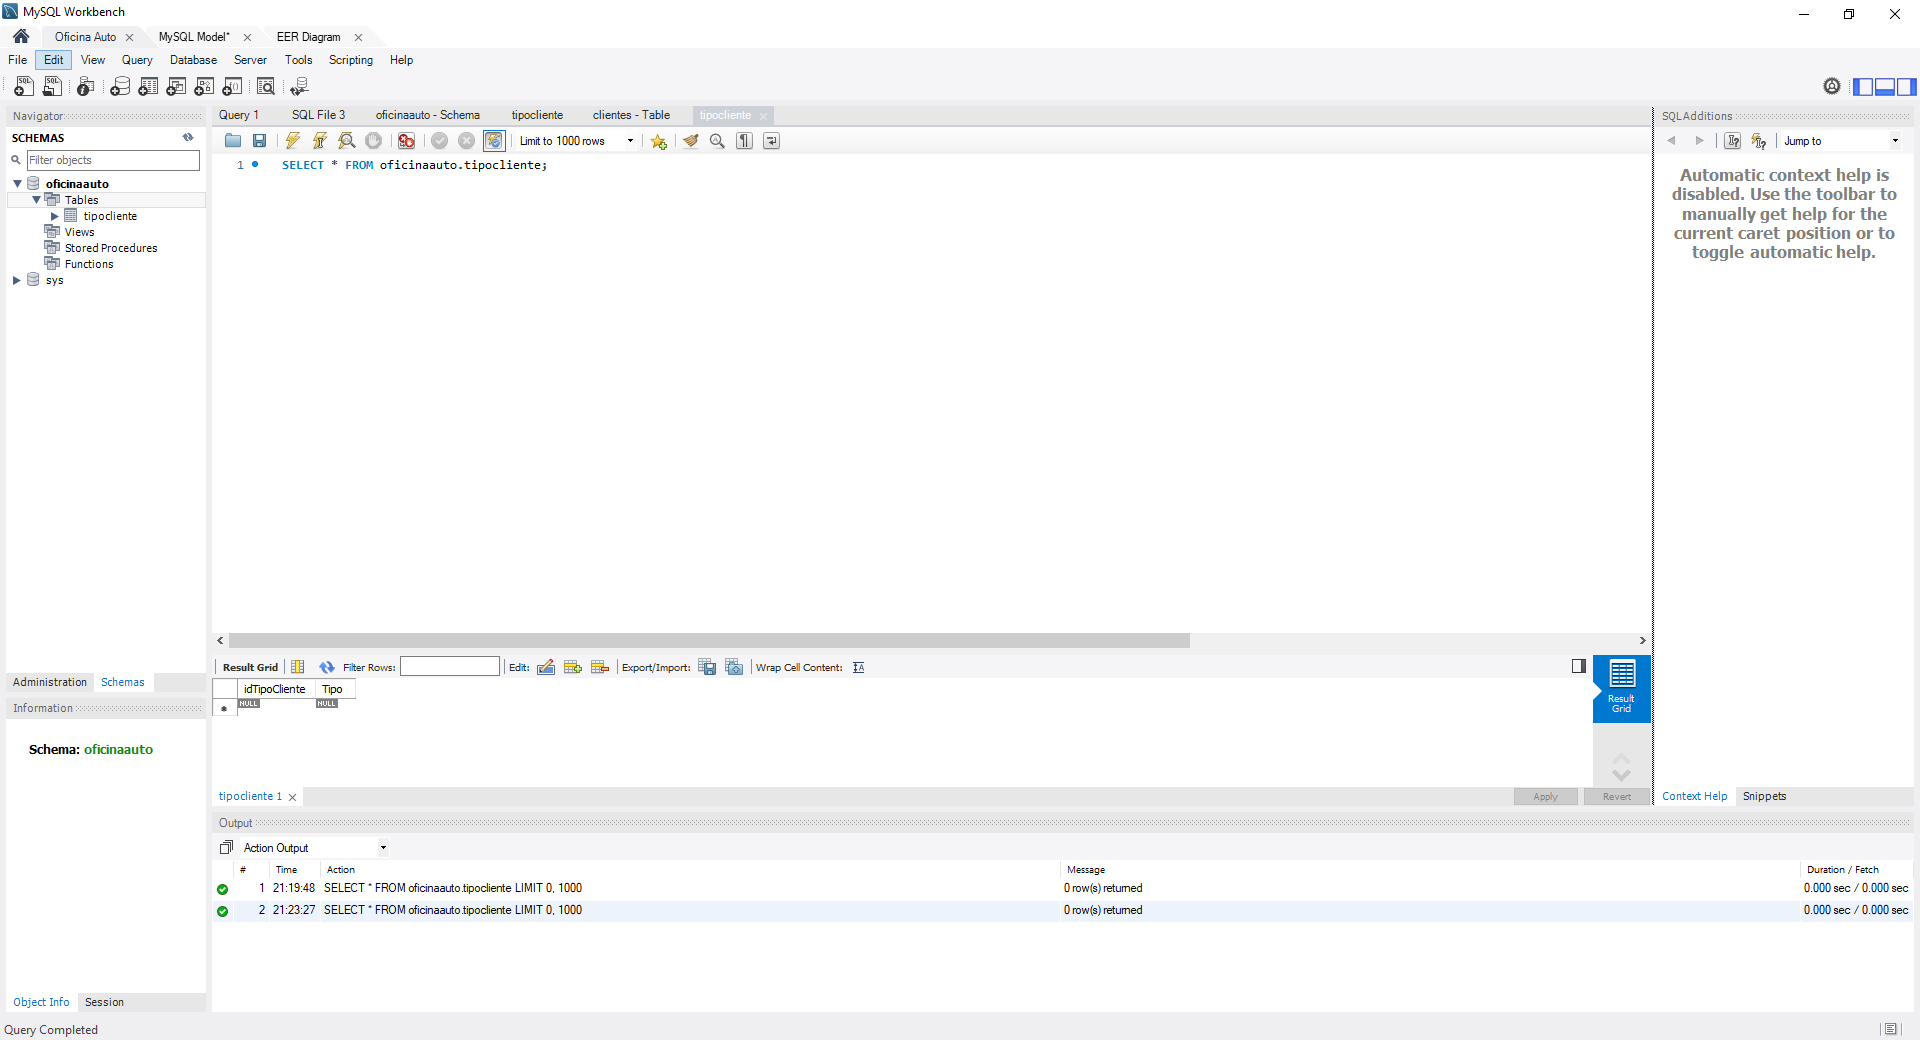 MySQL Workbench
Oficina Auto
MySQL Model*
EER Diagram
File Edit View Query Database Server Tools Scripting Help
Navigator
SCHEMAS
Filter objects
oficinaauto
Tables
tipocliente
Views
Stored Procedures
Functions
sys
Administration Schemas
Information
Schema: oficinaauto
Object Info Session
Query 1 SQL File 3 oficinaauto - Schema tipocliente clientes - Table tipocliente
Limit to 1000 rows
1 SELECT * FROM oficinaauto.tipocliente;
Result Grid Filter Rows: Edit: Export/Import: Wrap Cell Content:
idTipoCliente Tipo
NULL NULL
Result
Grid
tipocliente 1
Apply Revert
SQLAdditions
Jump to
Automatic context help is
disabled. Use the toolbar to
manually get help for the
current caret position or to
toggle automatic help.
Context Help Snippets
Output
Action Output
# Time Action Message Duration / Fetch
1 21:19:48 SELECT * FROM oficinaauto.tipocliente LIMIT 0, 1000 0 row(s) returned 0.000 sec / 0.000 sec
2 21:23:27 SELECT * FROM oficinaauto.tipocliente LIMIT 0, 1000 0 row(s) returned 0.000 sec / 0.000 sec
Query Completed